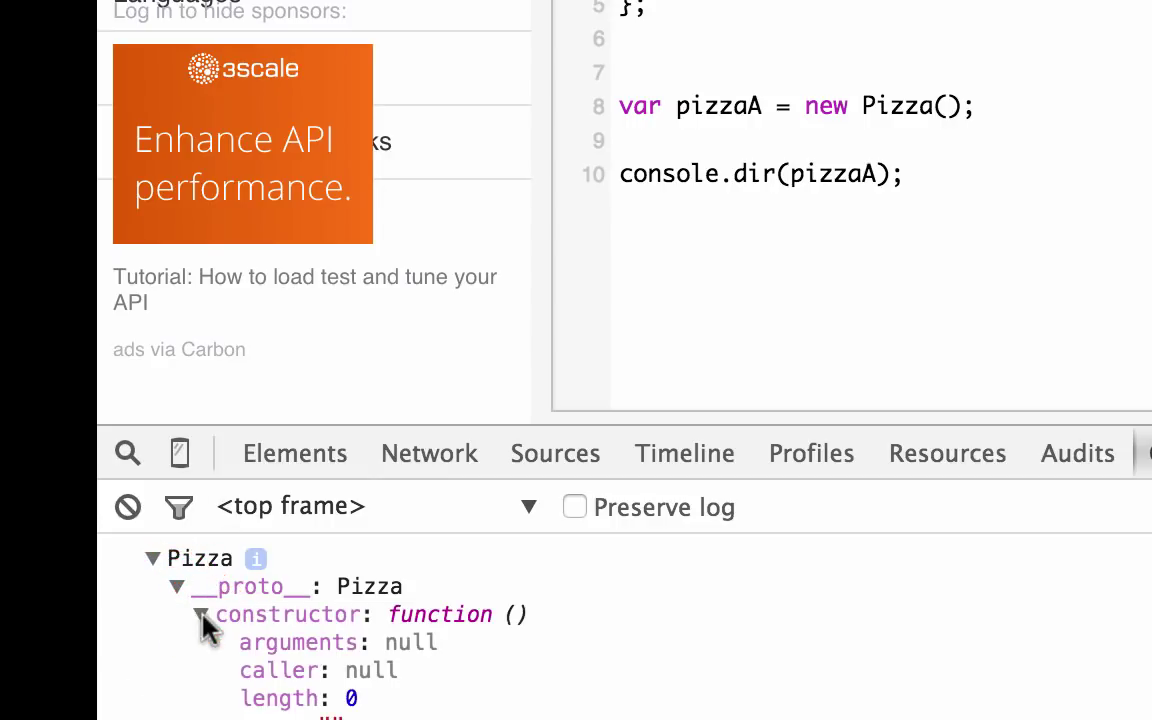 Languages
Log in to hide sponsors:
3scale
Enhance API
performance.
ks
Tutorial: How to load test and tune your
API
ads via Carbon
5 };
6
7
8 var pizzaA = new Pizza();
9
10 console.dir(pizzaA);
Elements Network Sources Timeline Profiles Resources Audits
<top frame> ▼ Preserve log
▼ Pizza i
▼ __proto__: Pizza
▼ constructor: function ()
arguments: null
caller: null
length: 0
""